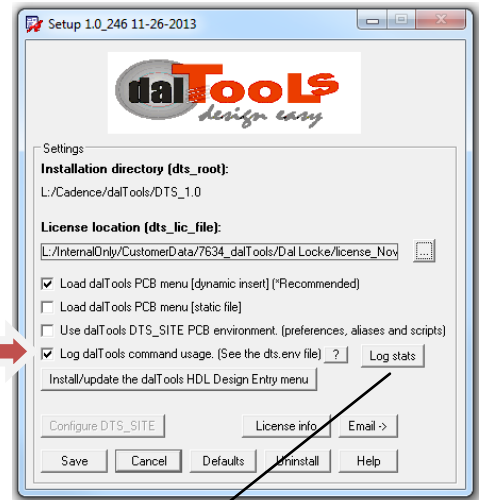 Setup 1.0_246 11-26-2013
dalTooLs
design easy
Settings
Installation directory (dts_root):
L:/Cadence/dalTools/DTS_1.0
License location (dts_lic_file):
L:/InternalOnly/CustomerData/7634_dalTools/Dal Locke/license_Nov ...
Load dalTools PCB menu [dynamic insert] (*Recommended)
Load dalTools PCB menu [static file]
Use dalTools DTS_SITE PCB environment. (preferences, aliases and scripts)
Log dalTools command usage. (See the dts.env file) ? Log stats
Install/update the dalTools HDL Design Entry menu
Configure DTS_SITE License info Email ->
Save Cancel Defaults Uninstall Help